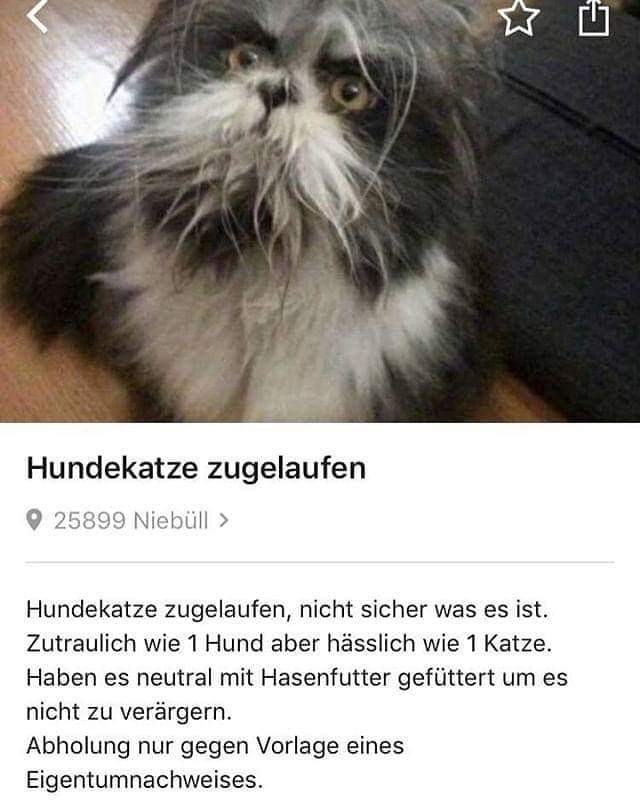 Hundekatze zugelaufen
25899 Niebüll >
Hundekatze zugelaufen, nicht sicher was es ist.
Zutraulich wie 1 Hund aber hässlich wie 1 Katze.
Haben es neutral mit Hasenfutter gefüttert um es
nicht zu verärgern.
Abholung nur gegen Vorlage eines
Eigentumnachweises.